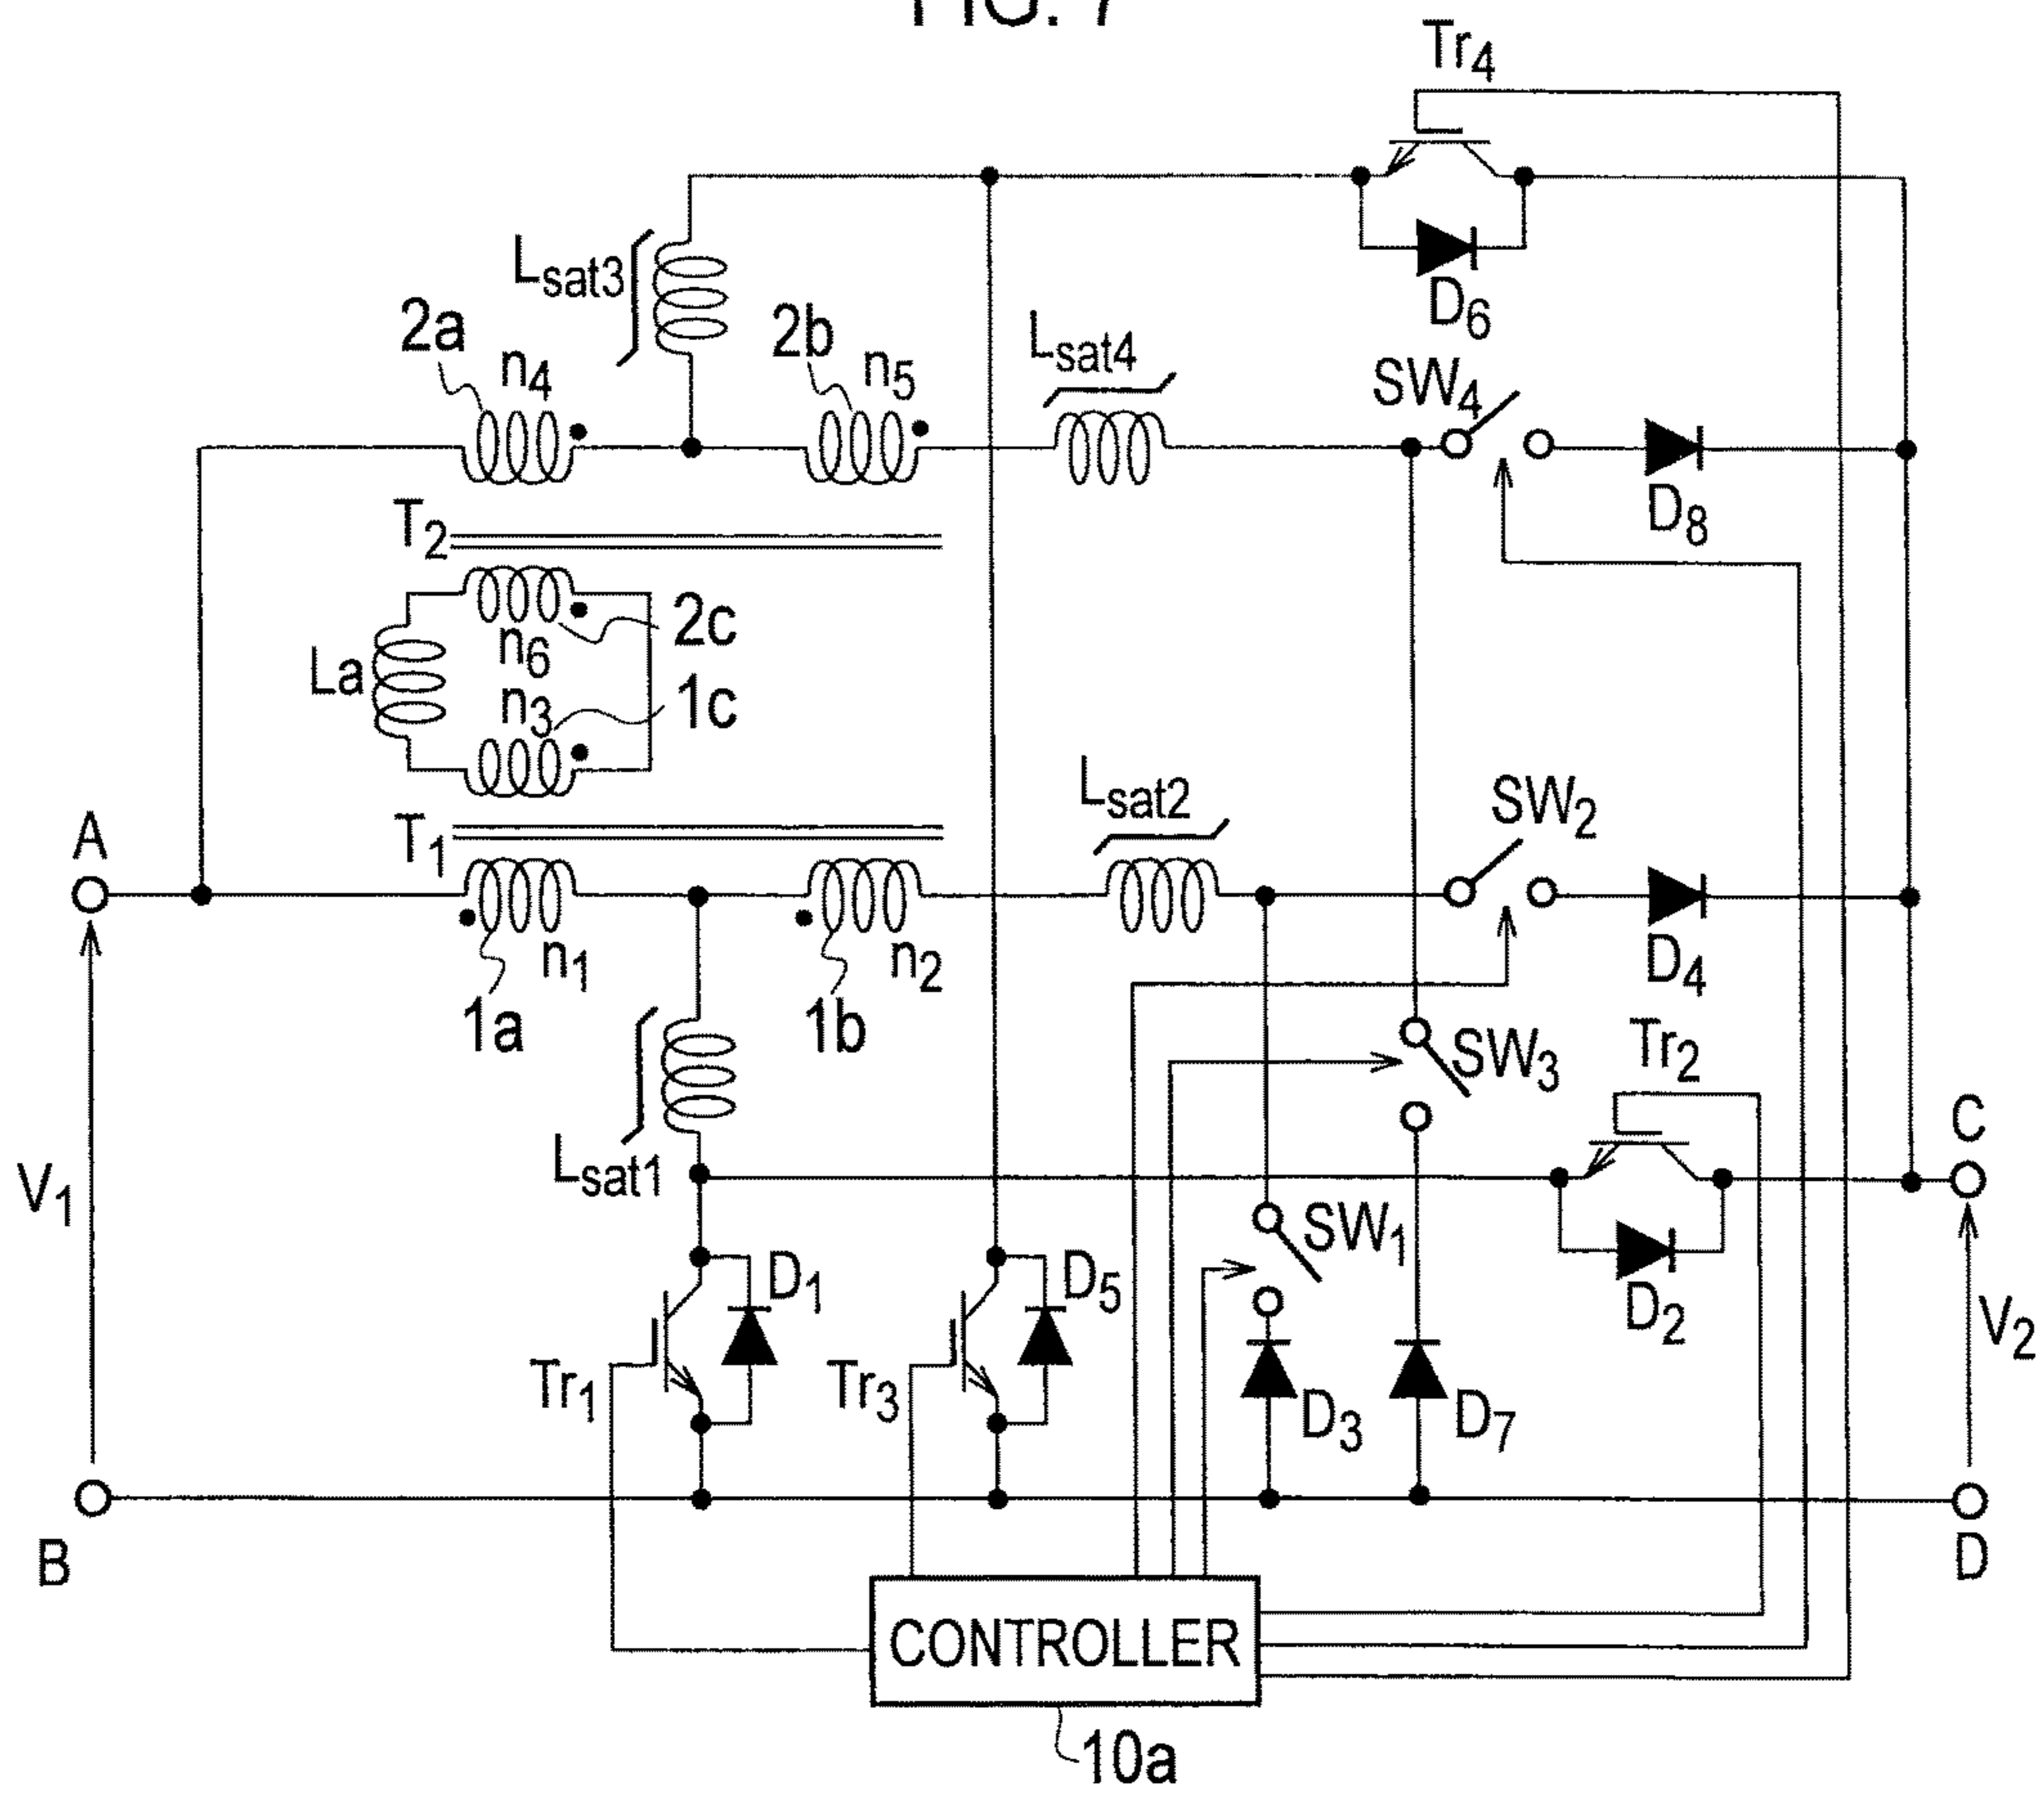 FIG. 7
Tr4
Lsat3
D6
2a
n4
2b
n5
Lsat4
SW4
D8
T2
2c
n6
La
n3
1c
Lsat2
SW2
A
T1
D4
n1
n2
1a
1b
SW3
Tr2
C
Lsat1
V1
SW1
D1
D5
D2
V2
Tr1
Tr3
D3
D7
B
D
CONTROLLER
10a